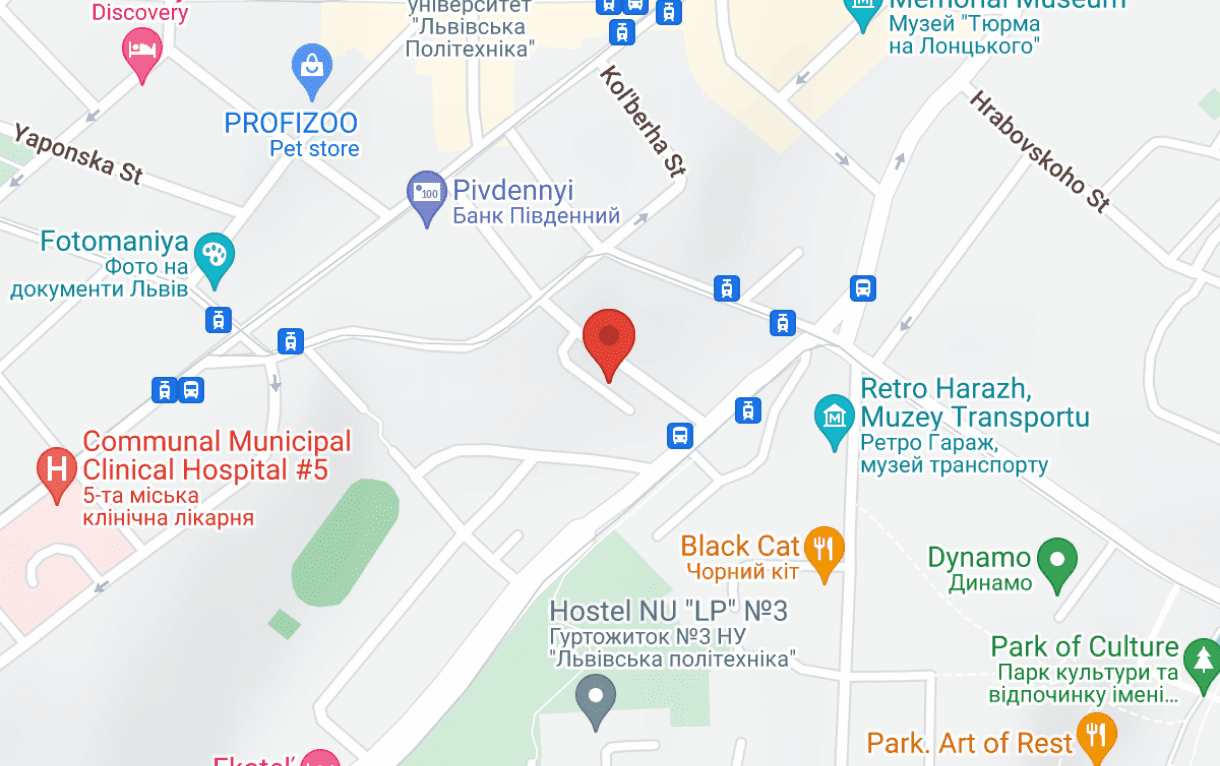 Discovery
університет
"Львівська
Політехніка"
Memorial Museum
Музей "Тюрма
на Лонцького"
Kol'berha St
Hrabovskoho St
PROFIZOO
Pet store
Yaponska St
100
Pivdennyi
Банк Південний
Fotomaniya
Фото на
документи Львів
Retro Harazh,
Muzey Transportu
Ретро Гараж,
музей транспорту
H
Communal Municipal
Clinical Hospital #5
5-та міська
клінічна лікарня
Black Cat
Чорний кіт
Dynamo
Динамо
Hostel NU "LP" №3
Гуртожиток №3 НУ
"Львівська політехніка"
Park of Culture
Парк культури та
відпочинку імені...
Park. Art of Rest